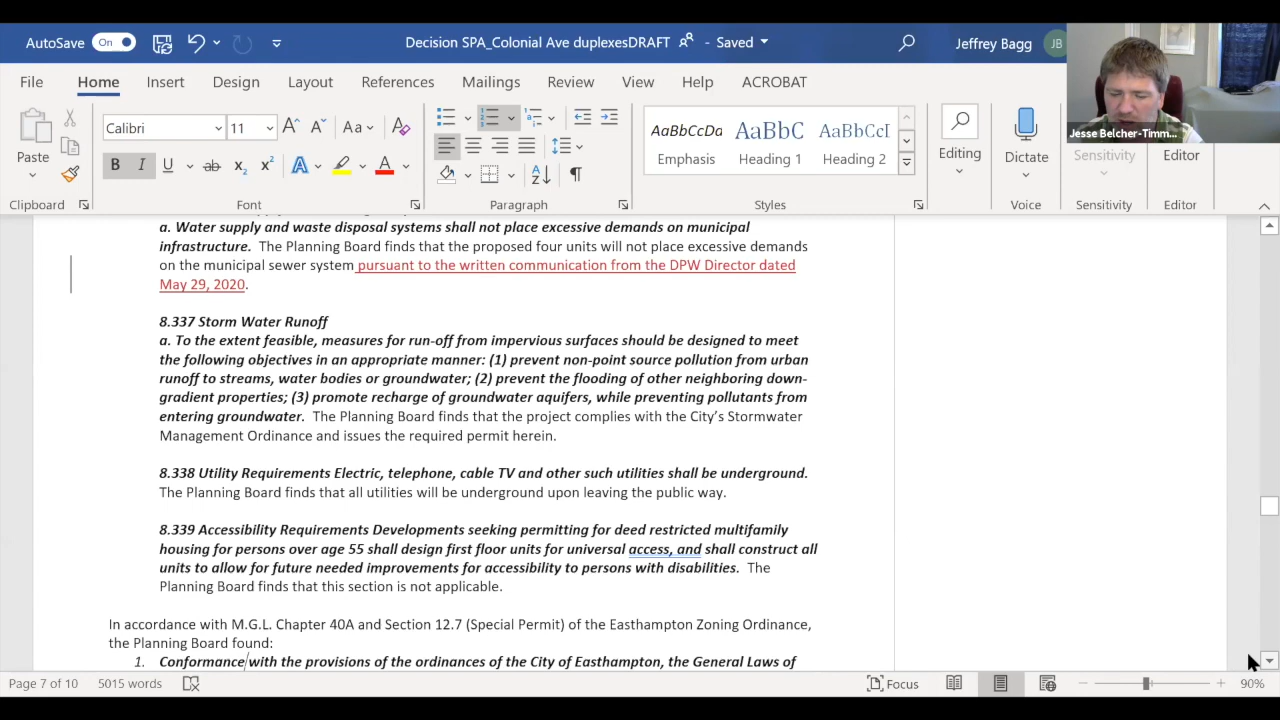 AutoSave On Decision SPA_Colonial Ave duplexesDRAFT - Saved Jeffrey Bagg JB
File Home Insert Design Layout References Mailings Review View Help ACROBAT
Jesse Belcher-Timm...
Calibri 11 Aa
AaBbCcDd AaBbC AaBbCcI
Paste Emphasis Heading 1 Heading 2 Editing Dictate Sensitivity Editor
B I U ab x2 x2 A A
Clipboard Font Paragraph Styles Voice Sensitivity Editor
a. Water supply and waste disposal systems shall not place excessive demands on municipal
infrastructure. The Planning Board finds that the proposed four units will not place excessive demands
on the municipal sewer system pursuant to the written communication from the DPW Director dated
May 29, 2020.
8.337 Storm Water Runoff
a. To the extent feasible, measures for run-off from impervious surfaces should be designed to meet
the following objectives in an appropriate manner: (1) prevent non-point source pollution from urban
runoff to streams, water bodies or groundwater; (2) prevent the flooding of other neighboring down-
gradient properties; (3) promote recharge of groundwater aquifers, while preventing pollutants from
entering groundwater. The Planning Board finds that the project complies with the City's Stormwater
Management Ordinance and issues the required permit herein.
8.338 Utility Requirements Electric, telephone, cable TV and other such utilities shall be underground.
The Planning Board finds that all utilities will be underground upon leaving the public way.
8.339 Accessibility Requirements Developments seeking permitting for deed restricted multifamily
housing for persons over age 55 shall design first floor units for universal access, and shall construct all
units to allow for future needed improvements for accessibility to persons with disabilities. The
Planning Board finds that this section is not applicable.
In accordance with M.G.L. Chapter 40A and Section 12.7 (Special Permit) of the Easthampton Zoning Ordinance,
the Planning Board found:
1. Conformance with the provisions of the ordinances of the City of Easthampton, the General Laws of
Page 7 of 10 5015 words Focus 90%